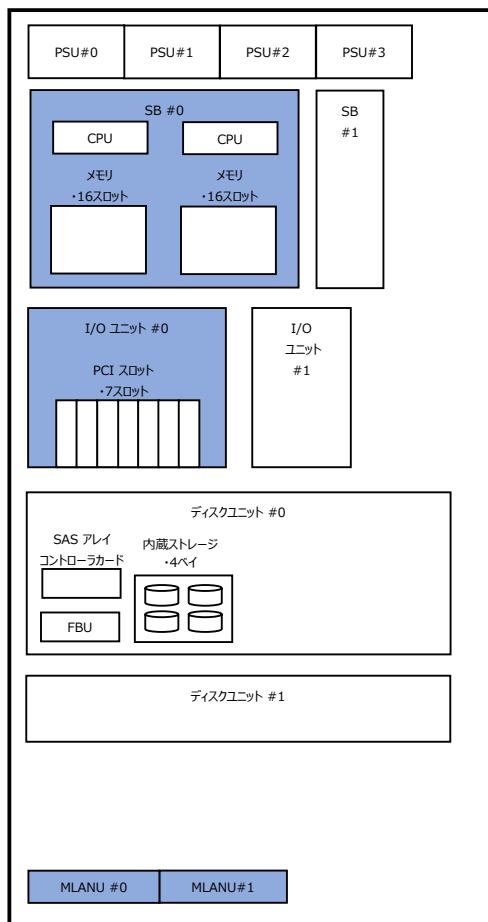 PSU#0 PSU#1 PSU#2 PSU#3
SB #0
CPU CPU
メモリ メモリ
・16スロット ・16スロット
SB
#1
I/O ユニット #0
PCI スロット
・7スロット
I/O
ユニット
#1
ディスクユニット #0
SAS アレイ
コントローラカード
内蔵ストレージ
・4ベイ
FBU
ディスクユニット #1
MLANU #0 MLANU#1